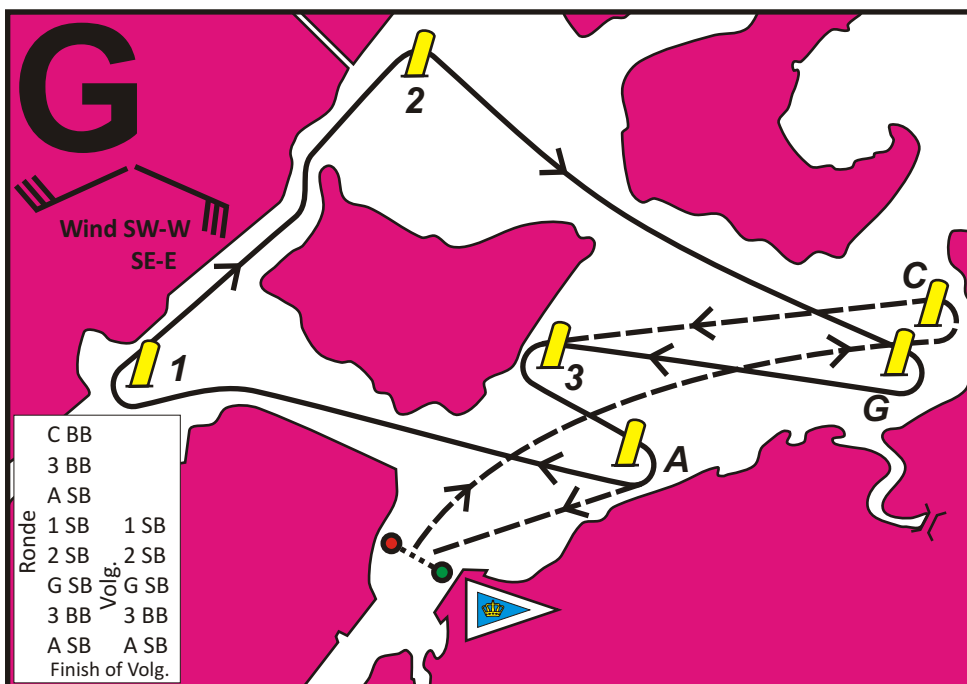 G
2
Wind SW-W
SE-E
C
1
3
G
A
C BB
3 BB
A SB
Ronde
1 SB 1 SB
2 SB 2 SB
Volg.
G SB G SB
3 BB 3 BB
A SB A SB
Finish of Volg.